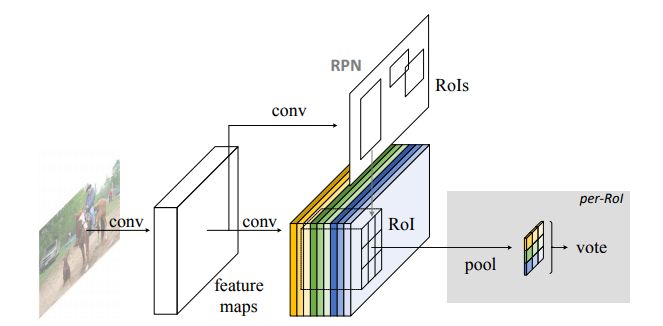 RPN
RoIs
conv
per-RoI
conv
conv
RoI
vote
pool
feature
maps